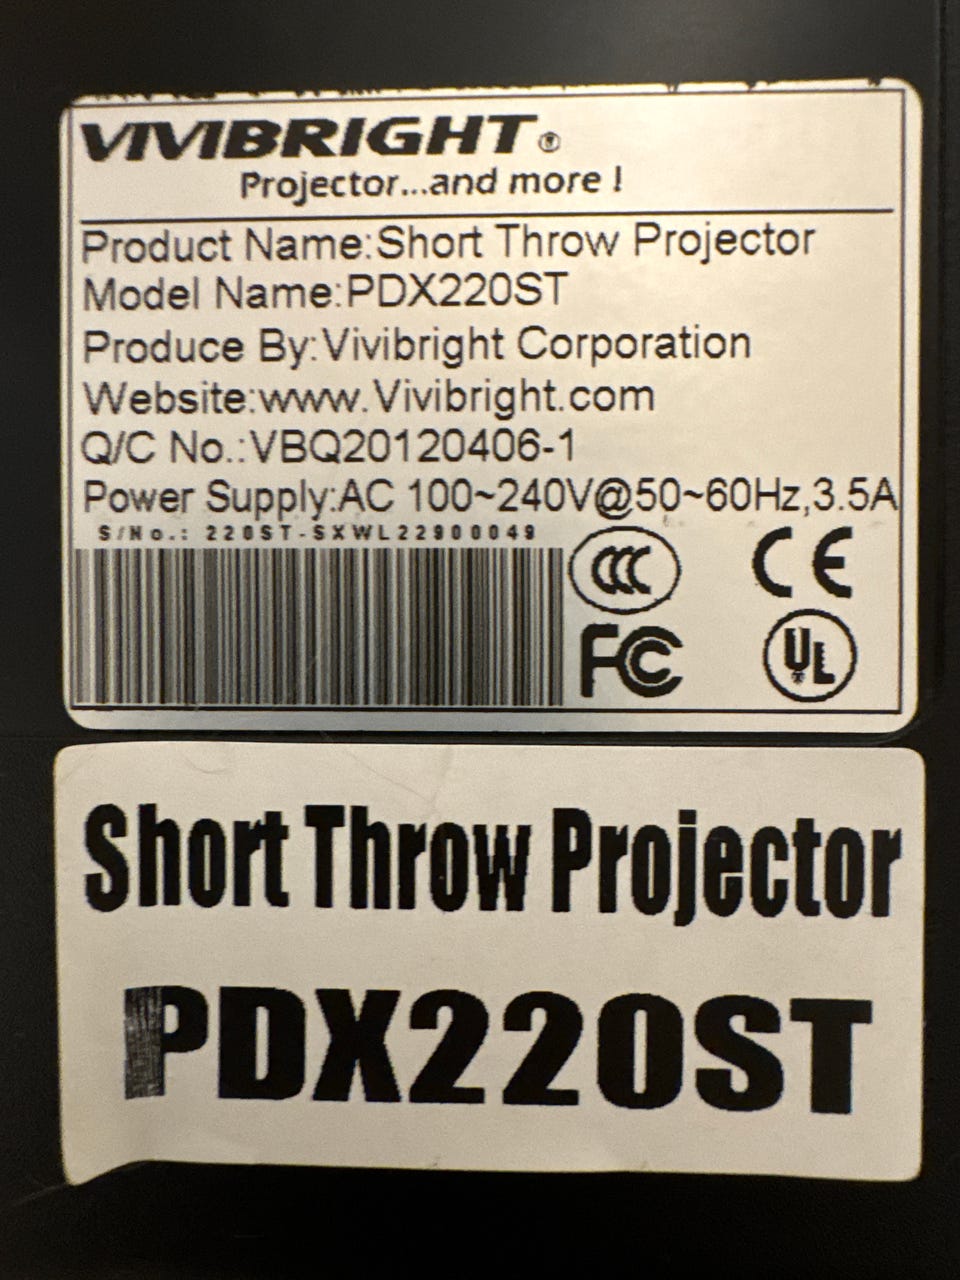 VIVIBRIGHT®
Projector...and more !
Product Name:Short Throw Projector
Model Name:PDX220ST
Produce By:Vivibright Corporation
Website:www.Vivibright.com
Q/C No.:VBQ20120406-1
Power Supply:AC 100~240V@50~60Hz,3.5A
S/No.: 220ST-SXWL22900049
CCC
CE
FC
UL
Short Throw Projector
PDX220ST